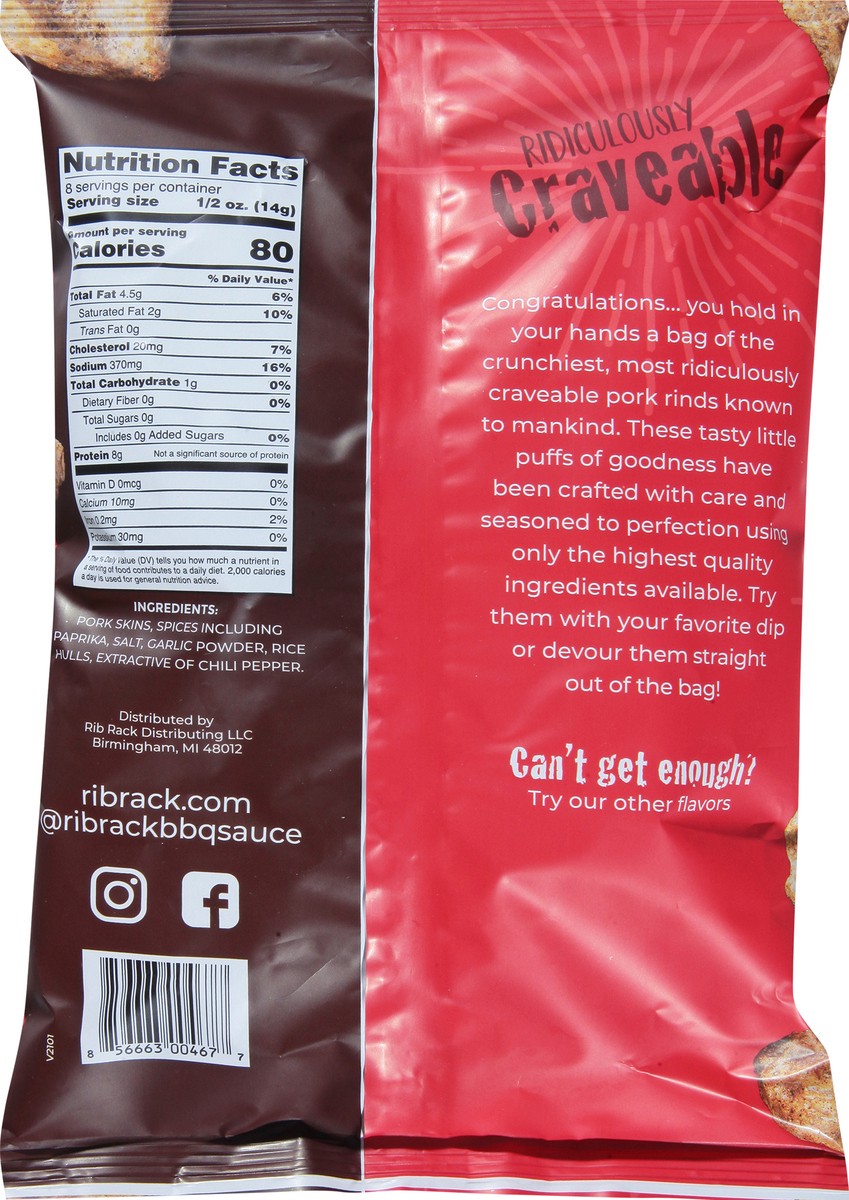 Nutrition Facts
8 servings per container
Serving size 1/2 oz. (14g)
Amount per serving
Calories 80
% Daily Value*
Total Fat 4.5g 6%
Saturated Fat 2g 10%
Trans Fat 0g
Cholesterol 20mg 7%
Sodium 370mg 16%
Total Carbohydrate 1g 0%
Dietary Fiber 0g 0%
Total Sugars 0g
Includes 0g Added Sugars 0%
Protein 8g Not a significant source of protein
Vitamin D 0mcg 0%
Calcium 10mg 0%
Iron 0.2mg 2%
Potassium 30mg 0%
*The % Daily Value (DV) tells you how much a nutrient in
a serving of food contributes to a daily diet. 2,000 calories
a day is used for general nutrition advice.
INGREDIENTS:
PORK SKINS, SPICES INCLUDING
PAPRIKA, SALT, GARLIC POWDER, RICE
HULLS, EXTRACTIVE OF CHILI PEPPER.
Distributed by
Rib Rack Distributing LLC
Birmingham, MI 48012
ribrack.com
@ribrackbbqsauce
V2101
8 56663 00467 7
RIDICULOUSLY
Craveable
Congratulations... you hold in
your hands a bag of the
crunchiest, most ridiculously
craveable pork rinds known
to mankind. These tasty little
puffs of goodness have
been crafted with care and
seasoned to perfection using
only the highest quality
ingredients available. Try
them with your favorite dip
or devour them straight
out of the bag!
Can't get enough?
Try our other flavors